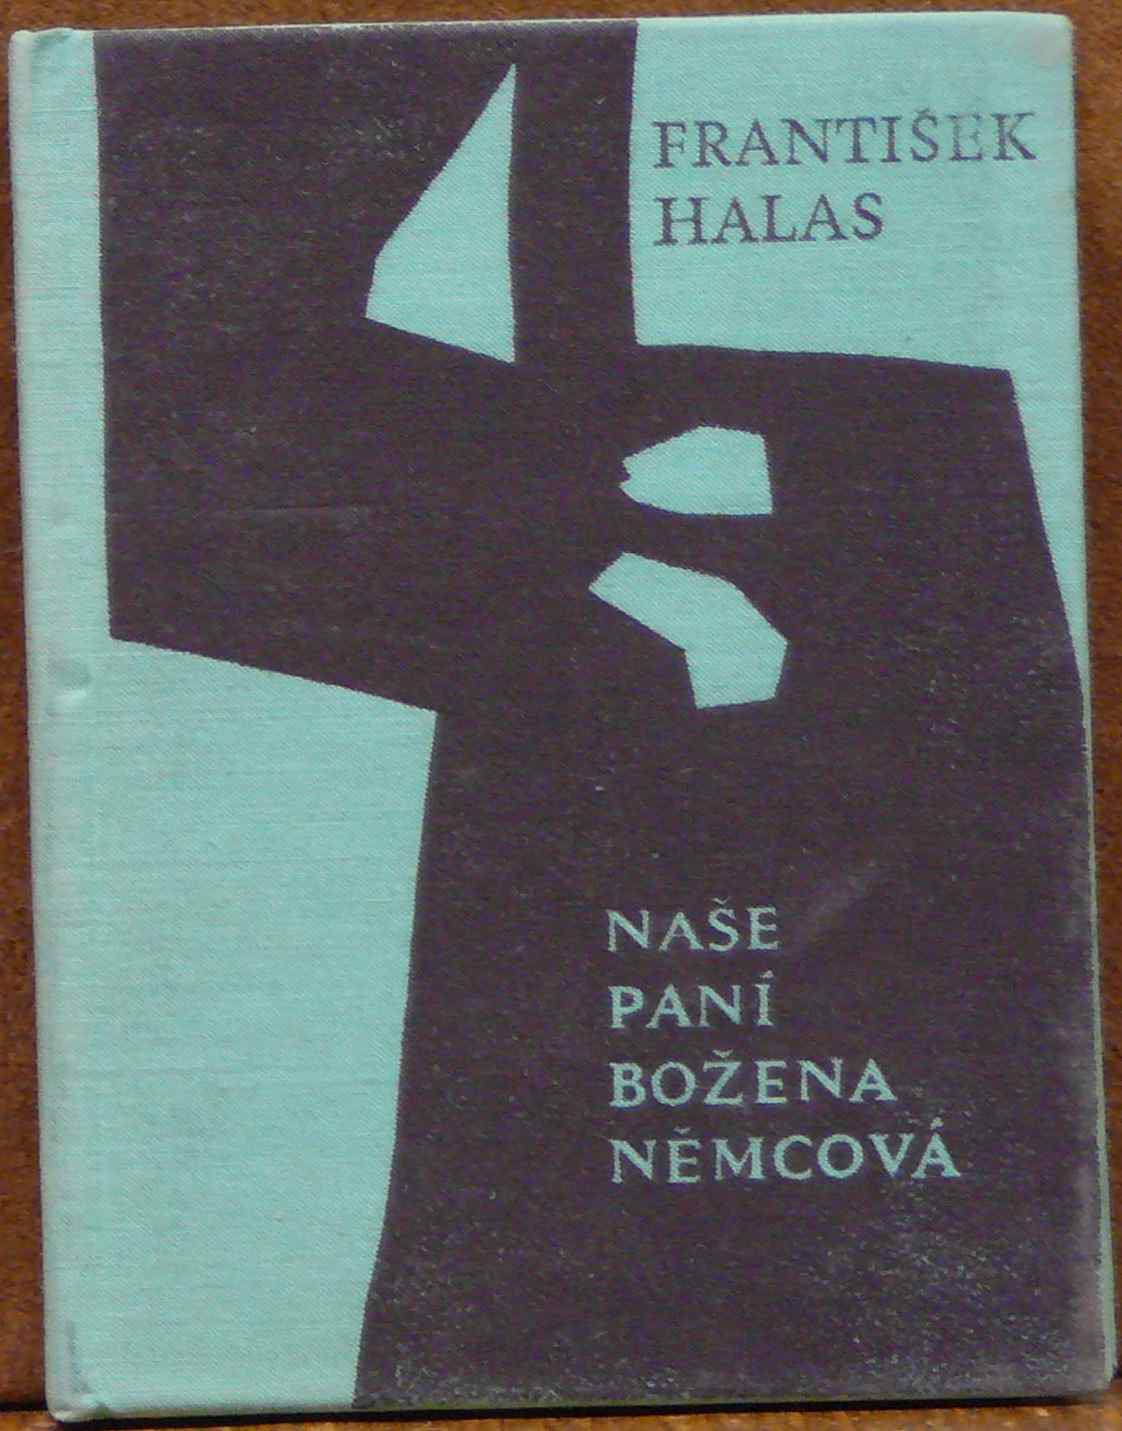 FRANTIŠEK
HALAS
NAŠE
PANÍ
BOŽENA
NĚMCOVÁ